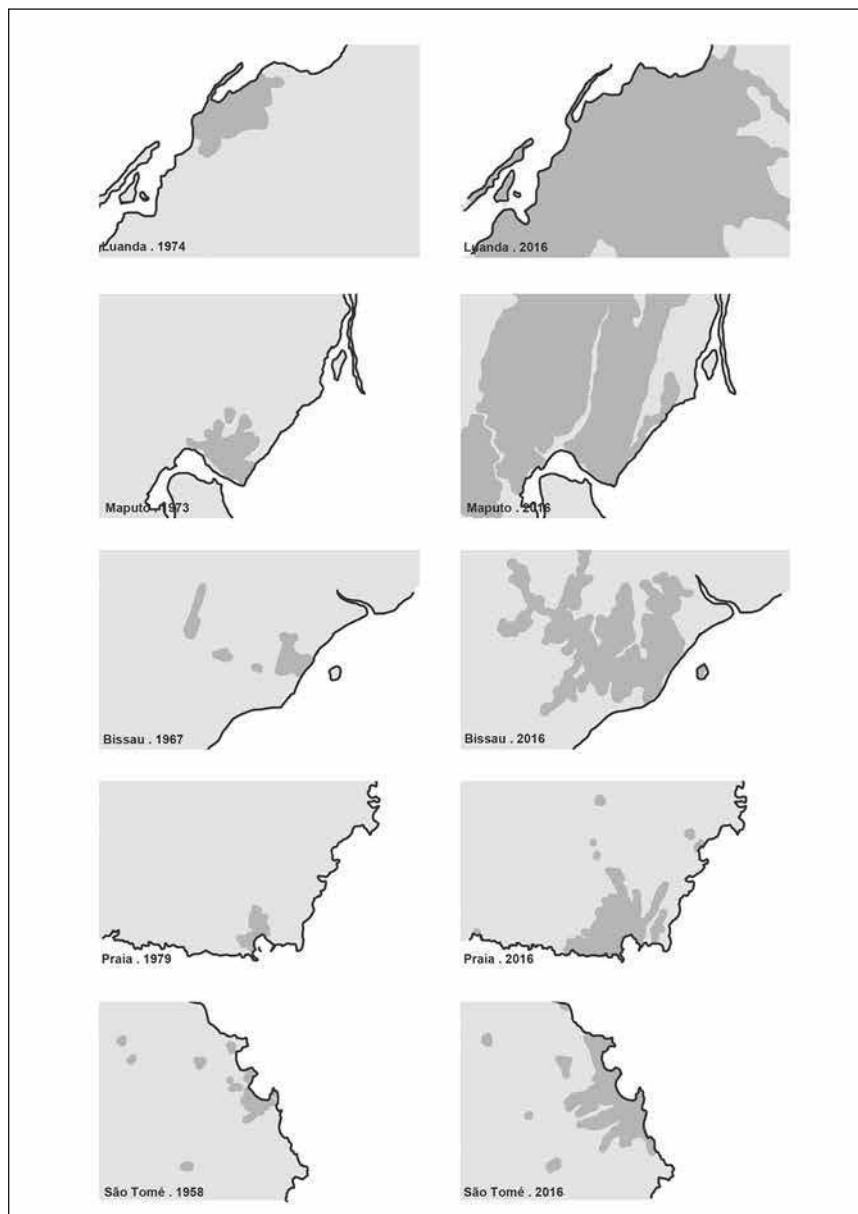 Luanda . 1974
Luanda . 2016
Maputo . 1973
Maputo . 2016
Bissau . 1967
Bissau . 2016
Praia . 1979
Praia . 2016
São Tomé . 1958
São Tomé . 2016